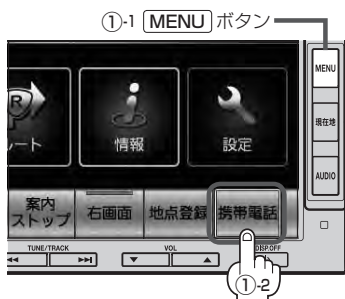 ①-1 MENU ボタン
MENU
現在地
AUDIO
R
ート
情報
設定
案内
ストップ
右画面
地点登録
携帯電話
TUNE/TRACK
VOL
DISP.OFF
①-2